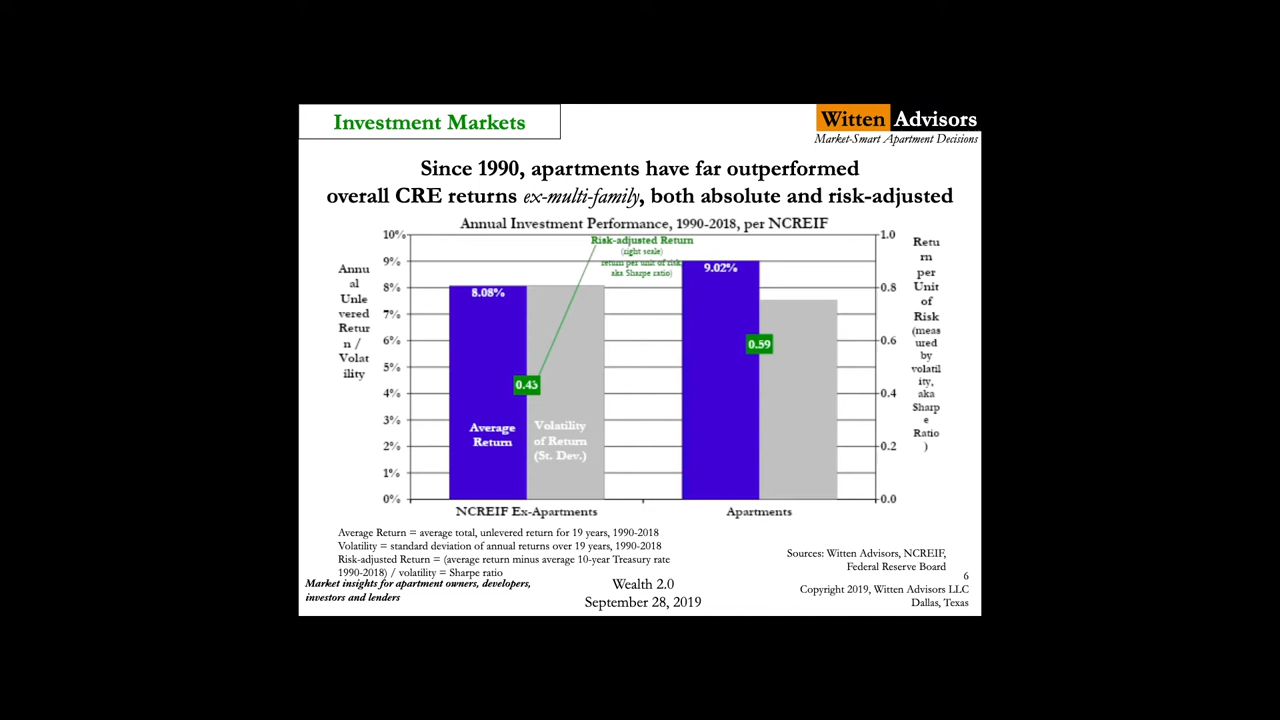 Investment Markets
Witten Advisors
Market-Smart Apartment Decisions
Since 1990, apartments have far outperformed
overall CRE returns ex-multi-family, both absolute and risk-adjusted
Annual Investment Performance, 1990-2018, per NCREIF
10%
9%
8%
7%
6%
5%
4%
3%
2%
1%
0%
Annu
al
Unle
vered
Retur
n /
Volat
ility
Risk-adjusted Return
(right scale)
return per unit of risk,
aka Sharpe ratio)
8.08%
0.43
Average
Return
Volatility
of Return
(St. Dev.)
9.02%
0.59
1.0
0.8
0.6
0.4
0.2
0.0
Retu
rn
per
Unit
of
Risk
(meas
ured
by
volatil
ity,
aka
Sharp
e
Ratio
)
NCREIF Ex-Apartments
Apartments
Average Return = average total, unlevered return for 19 years, 1990-2018
Volatility = standard deviation of annual returns over 19 years, 1990-2018
Risk-adjusted Return = (average return minus average 10-year Treasury rate
1990-2018) / volatility = Sharpe ratio
Market insights for apartment owners, developers,
investors and lenders
Wealth 2.0
September 28, 2019
Sources: Witten Advisors, NCREIF,
Federal Reserve Board
6
Copyright 2019, Witten Advisors LLC
Dallas, Texas